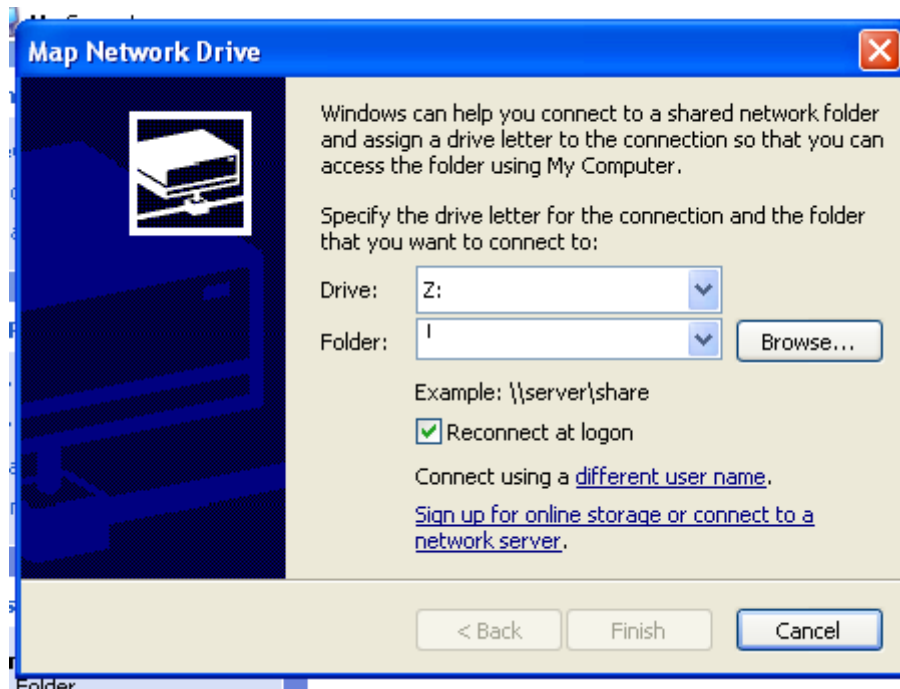 Map Network Drive
Windows can help you connect to a shared network folder
and assign a drive letter to the connection so that you can
access the folder using My Computer.
Specify the drive letter for the connection and the folder
that you want to connect to:
Drive: Z:
Folder: Browse...
Example: \\server\share
Reconnect at logon
Connect using a different user name.
Sign up for online storage or connect to a
network server.
< Back Finish Cancel
Folder